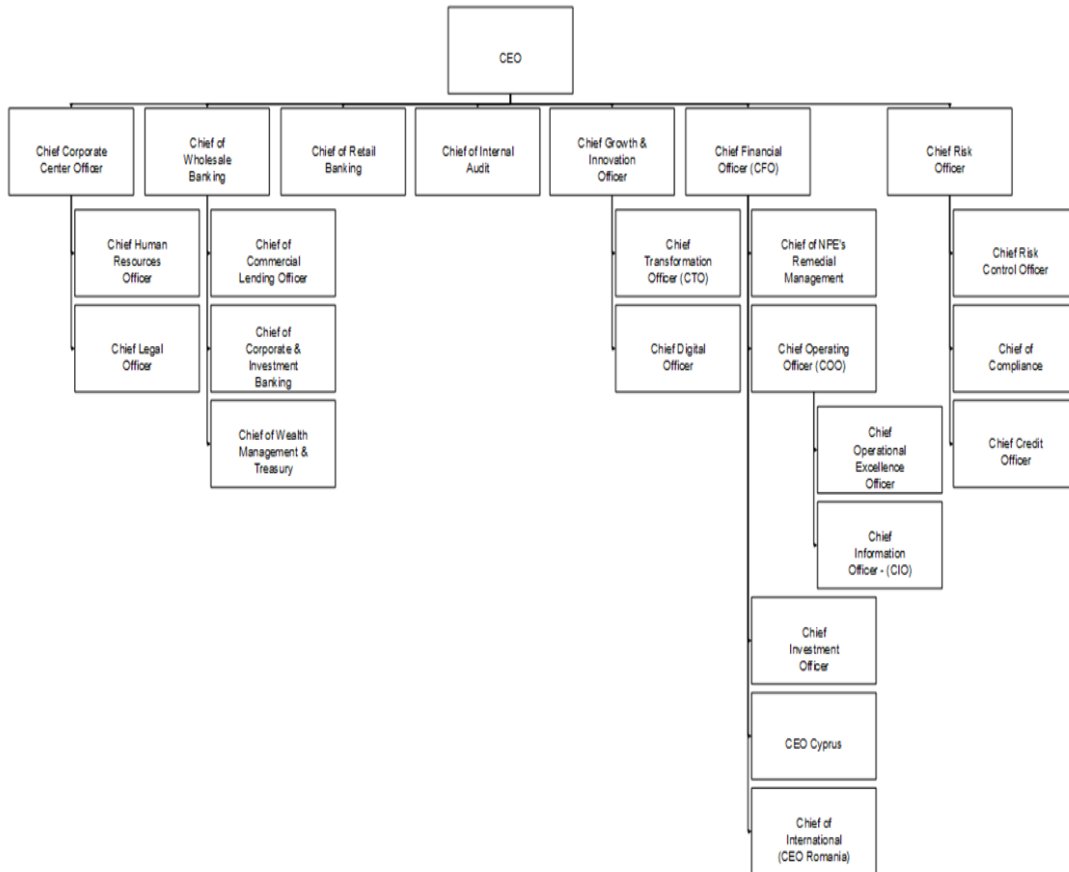 CEO
Chief Corporate
Center Officer
Chief of
Wholesale
Banking
Chief of Retail
Banking
Chief of Internal
Audit
Chief Growth &
Innovation
Officer
Chief Financial
Officer (CFO)
Chief Risk
Officer
Chief Human
Resources
Officer
Chief Legal
Officer
Chief of
Commercial
Lending Officer
Chief of
Corporate &
Investment
Banking
Chief of Wealth
Management &
Treasury
Chief
Transformation
Officer (CTO)
Chief Digital
Officer
Chief of NPE's
Remedial
Management
Chief Operating
Officer (COO)
Chief
Operational
Excellence
Officer
Chief
Information
Officer - (CIO)
Chief
Investment
Officer
CEO Cyprus
Chief of
International
(CEO Romania)
Chief Risk
Control Officer
Chief of
Compliance
Chief Credit
Officer